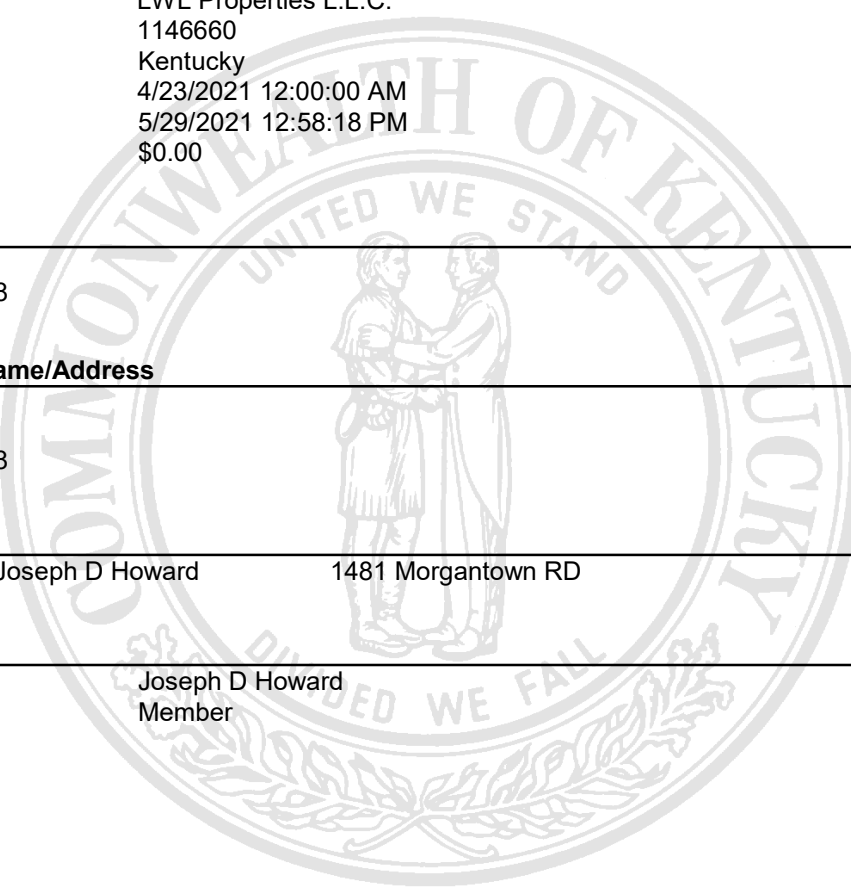 LWL Properties L.L.C.
1146660
Kentucky
4/23/2021 12:00:00 AM
5/29/2021 12:58:18 PM
$0.00
COMMONWEALTH OF KENTUCKY
UNITED WE STAND
3
ame/Address
3
Joseph D Howard 1481 Morgantown RD
DIVIDED WE FALL
Joseph D Howard
Member